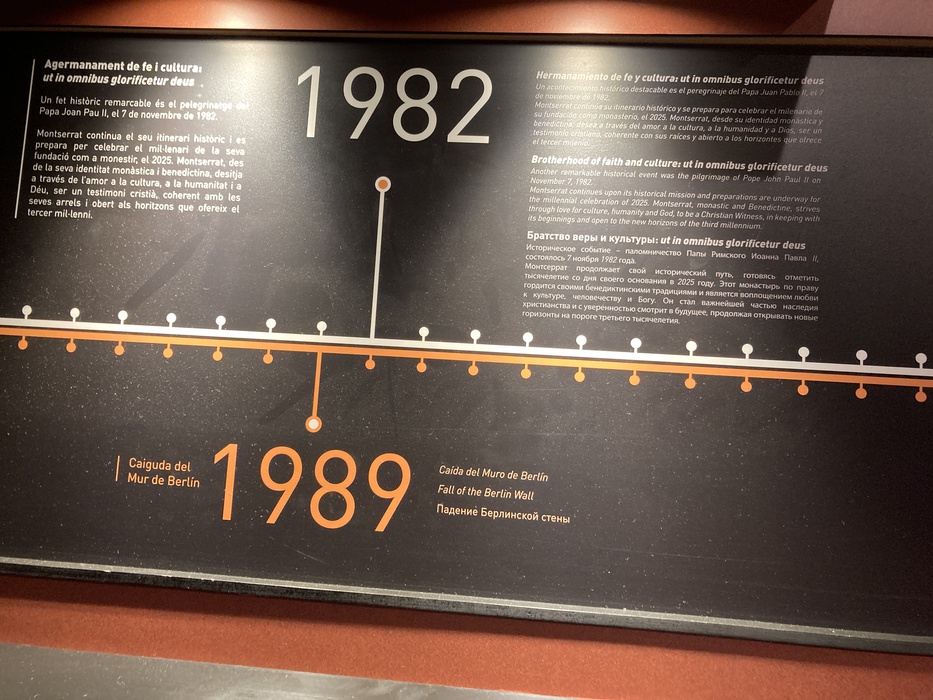 Agermanament de fe i cultura:
ut in omnibus glorificetur deus
Un fet històric remarcable és el pelegrinatge del
Papa Joan Pau II, el 7 de novembre de 1982.
Montserrat continua el seu itinerari històric i es
prepara per celebrar el mil·lenari de la seva
fundació com a monestir, el 2025. Montserrat, des
de la seva identitat monàstica i benedictina, desitja
a través de l'amor a la cultura, a la humanitat i a
Déu, ser un testimoni cristià, coherent amb les
seves arrels i obert als horitzons que ofereix el
tercer mil·lenni.
1982
Hermanamiento de fe y cultura: ut in omnibus glorificetur deus
Un acontecimiento histórico destacable es el peregrinaje del Papa Juan Pablo II, el 7
de noviembre de 1982.
Montserrat continúa su itinerario histórico y se prepara para celebrar el milenario de
su fundación como monasterio, el 2025. Montserrat, desde su identidad monástica y
benedictina, desea a través del amor a la cultura, a la humanidad y a Dios, ser un
testimonio cristiano, coherente con sus raíces y abierto a los horizontes que ofrece
el tercer milenio.
Brotherhood of faith and culture: ut in omnibus glorificetur deus
Another remarkable historical event was the pilgrimage of Pope John Paul II on
November 7, 1982.
Montserrat continues upon its historical mission and preparations are underway for
the millennial celebration of 2025. Montserrat, monastic and Benedictine, strives
through love for culture, humanity and God, to be a Christian Witness, in keeping with
its beginnings and open to the new horizons of the third millennium.
Братство веры и культуры: ut in omnibus glorificetur deus
Историческое событие – паломничество Папы Римского Иоанна Павла II,
состоялось 7 ноября 1982 года.
Монтсеррат продолжает свой исторический путь, готовясь отметить
тысячелетие со дня своего основания в 2025 году. Этот монастырь по праву
гордится своими бенедиктинскими традициями и является воплощением любви
к культуре, человечеству и Богу. Он стал важнейшей частью наследия
христианства и с уверенностью смотрит в будущее, продолжая открывать новые
горизонты на пороге третьего тысячелетия.
Caiguda del
Mur de Berlín
1989
Caída del Muro de Berlín
Fall of the Berlin Wall
Падение Берлинской стены